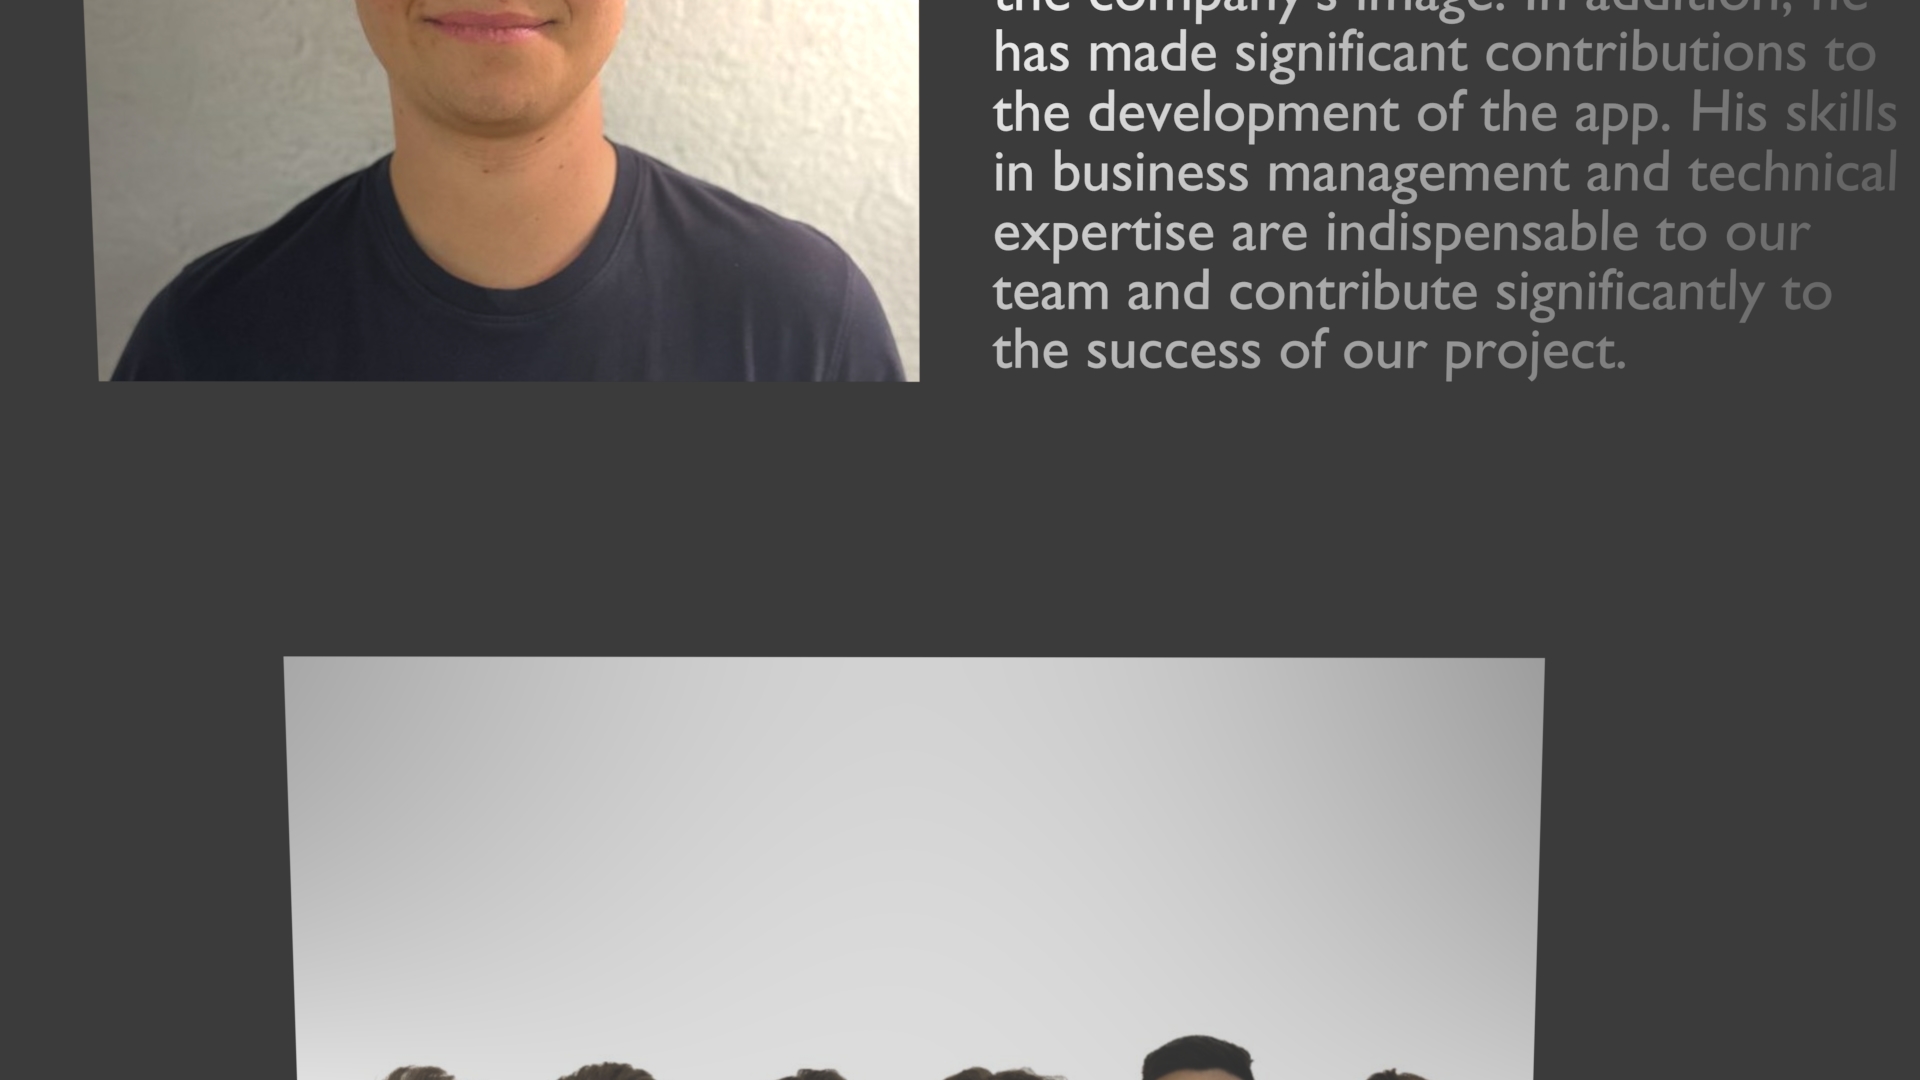 the company's image. In addition, he
has made significant contributions to
the development of the app. His skills
in business management and technical
expertise are indispensable to our
team and contribute significantly to
the success of our project.